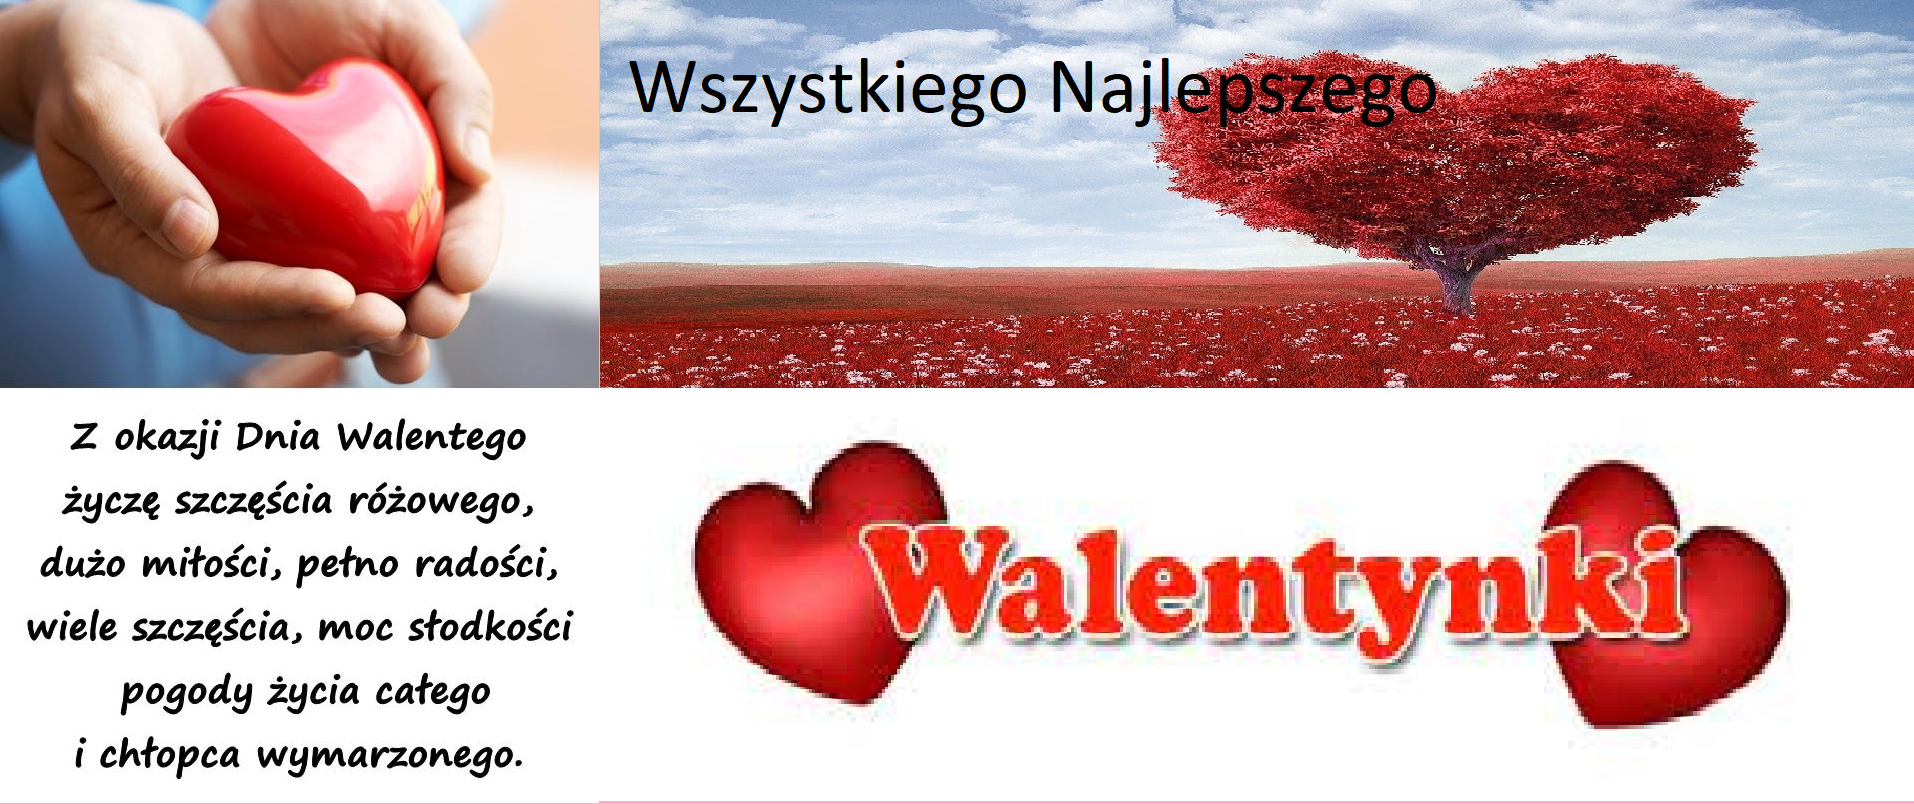 Wszystkiego Najlepszego
Z okazji Dnia Walentego
życzę szczęścia różowego,
dużo miłości, pełno radości,
wiele szczęścia, moc słodkości
pogody życia całego
i chłopca wymarzonego.
Walentynki